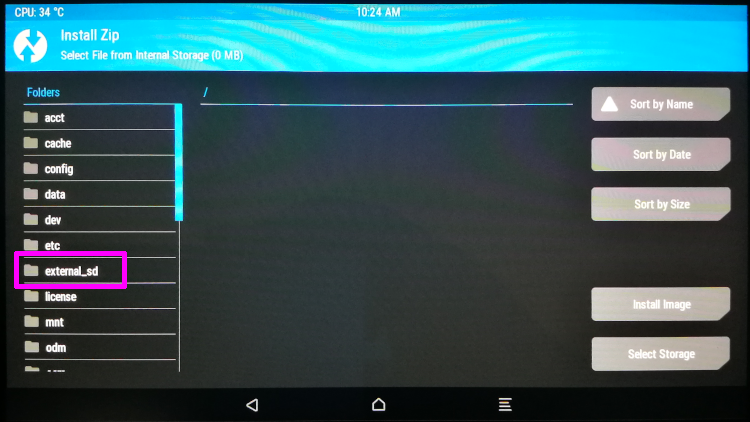 CPU: 34 °C
10:24 AM
Install Zip
Select File from Internal Storage (0 MB)
Folders
/
acct
cache
config
data
dev
etc
external_sd
license
mnt
odm
Sort by Name
Sort by Date
Sort by Size
Install Image
Select Storage